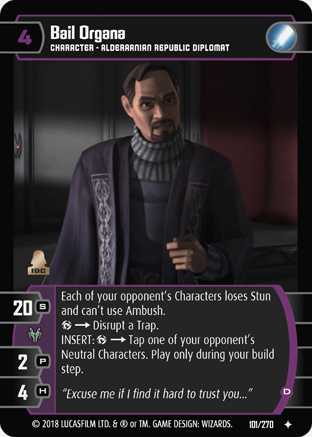 4
Bail Organa
CHARACTER - ALDERAANIAN REPUBLIC DIPLOMAT
IDC
20 S
2 P
4 H
Each of your opponent's Characters loses Stun
and can't use Ambush.
→ Disrupt a Trap.
INSERT: → Tap one of your opponent's
Neutral Characters. Play only during your build
step.
"Excuse me if I find it hard to trust you..."
D
© 2018 LUCASFILM LTD. & ® OR TM. GAME DESIGN: WIZARDS.
101/270